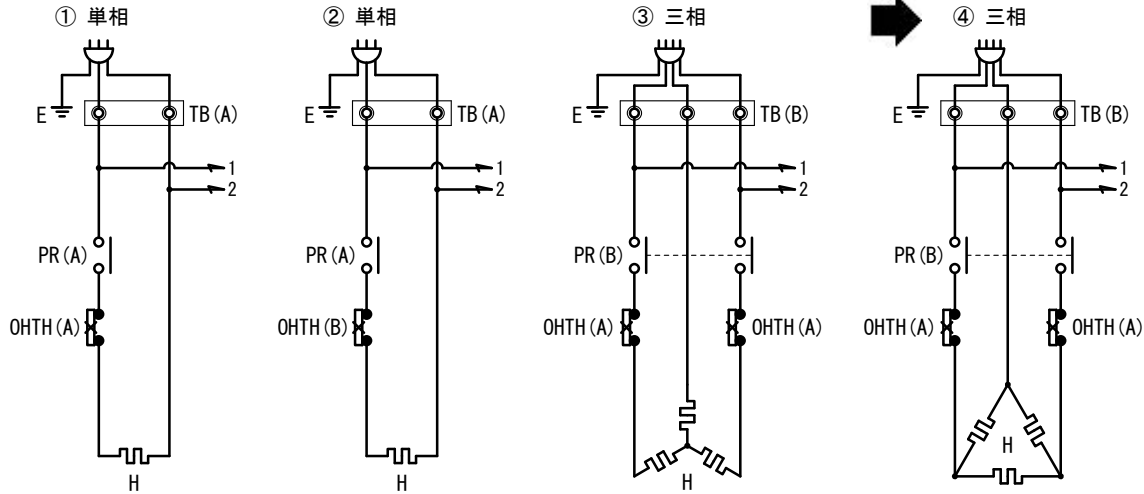 ① 単相
E
TB(A)
1
2
PR(A)
OHTH(A)
H
② 単相
E
TB(A)
1
2
PR(A)
OHTH(B)
H
③ 三相
E
TB(B)
1
2
PR(B)
OHTH(A)
OHTH(A)
H
④ 三相
E
TB(B)
1
2
PR(B)
OHTH(A)
OHTH(A)
H